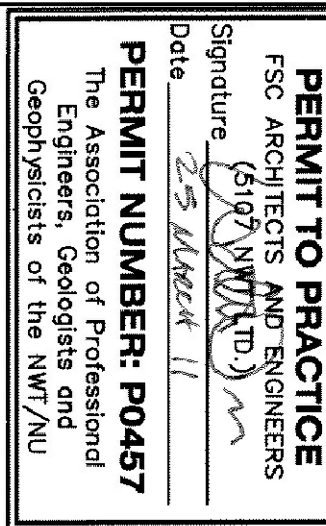 PERMIT TO PRACTICE
FSC ARCHITECTS AND ENGINEERS
(5107 NWT LTD.)
Signature
Date 25 MARCH 11
PERMIT NUMBER: P0457
The Association of Professional
Engineers, Geologists and
Geophysicists of the NWT/NU